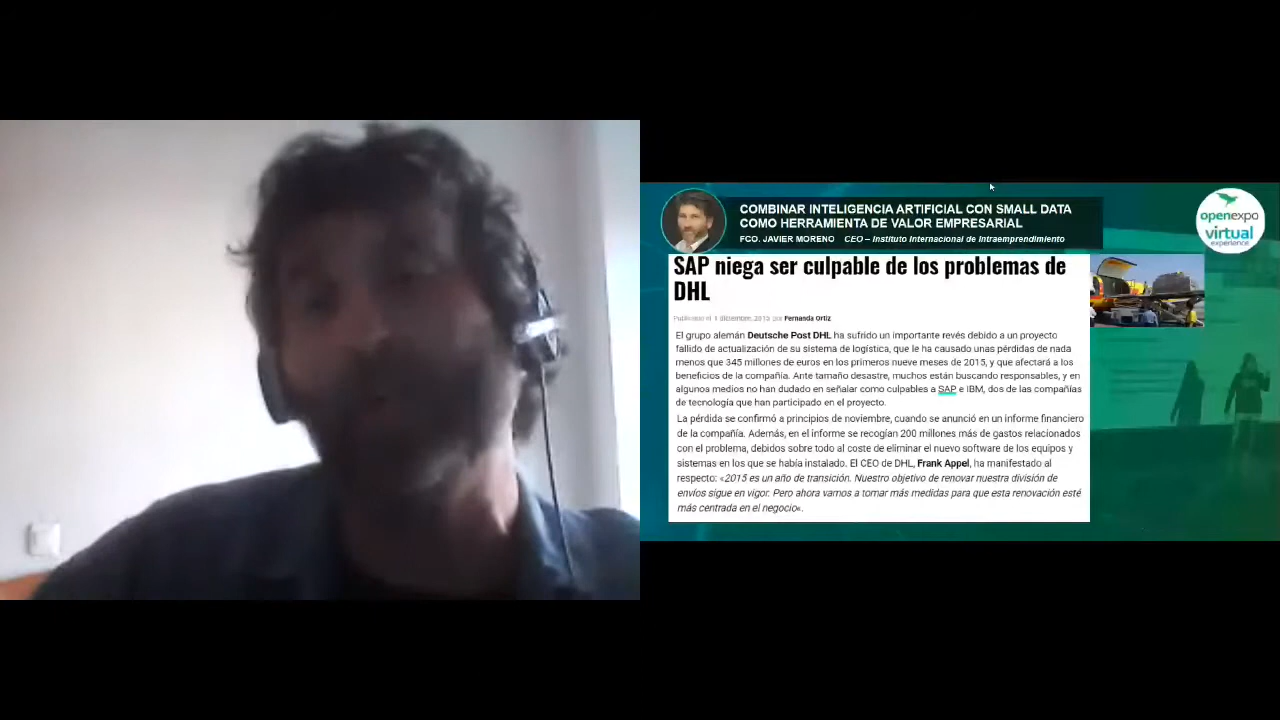 COMBINAR INTELIGENCIA ARTIFICIAL CON SMALL DATA
COMO HERRAMIENTA DE VALOR EMPRESARIAL
FCO. JAVIER MORENO CEO – Instituto Internacional de Intraemprendimiento
openexpo
virtual
experience
SAP niega ser culpable de los problemas de
DHL
Publicado el 1 diciembre, 2015 por Fernanda Ortiz
El grupo alemán Deutsche Post DHL ha sufrido un importante revés debido a un proyecto
fallido de actualización de su sistema de logística, que le ha causado unas pérdidas de nada
menos que 345 millones de euros en los primeros nueve meses de 2015, y que afectará a los
beneficios de la compañía. Ante tamaño desastre, muchos están buscando responsables, y en
algunos medios no han dudado en señalar como culpables a SAP e IBM, dos de las compañías
de tecnología que han participado en el proyecto.
La pérdida se confirmó a principios de noviembre, cuando se anunció en un informe financiero
de la compañía. Además, en el informe se recogían 200 millones más de gastos relacionados
con el problema, debidos sobre todo al coste de eliminar el nuevo software de los equipos y
sistemas en los que se había instalado. El CEO de DHL, Frank Appel, ha manifestado al
respecto: «2015 es un año de transición. Nuestro objetivo de renovar nuestra división de
envíos sigue en vigor. Pero ahora vamos a tomar más medidas para que esta renovación esté
más centrada en el negocio«.